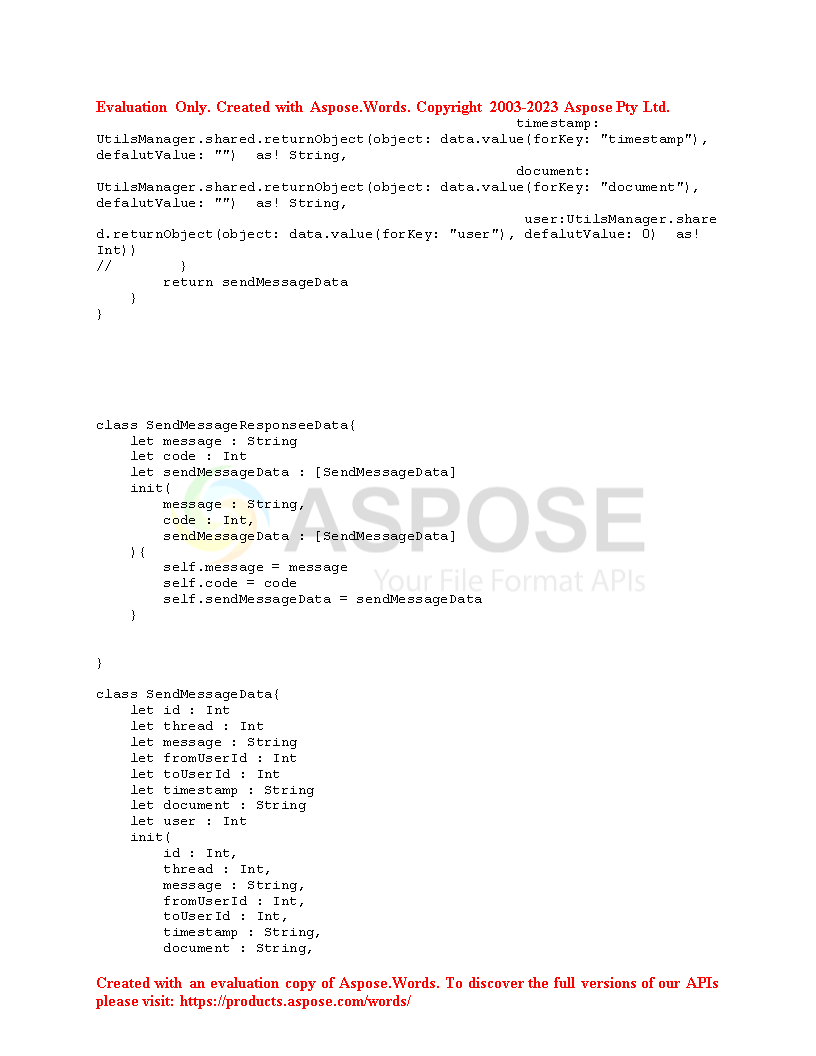 Evaluation Only. Created with Aspose.Words. Copyright 2003-2023 Aspose Pty Ltd.
timestamp:
UtilsManager.shared.returnObject(object: data.value(forKey: "timestamp"),
defalutValue: "")  as! String,
document:
UtilsManager.shared.returnObject(object: data.value(forKey: "document"),
defalutValue: "")  as! String,
user:UtilsManager.share
d.returnObject(object: data.value(forKey: "user"), defalutValue: 0)  as!
Int))
//        }
        return sendMessageData
    }
}
class SendMessageResponseeData{
    let message : String
    let code : Int
    let sendMessageData : [SendMessageData]
    init(
        message : String,
        code : Int,
        sendMessageData : [SendMessageData]
    ){
        self.message = message
        self.code = code
        self.sendMessageData = sendMessageData
    }
}
ASPOSE
Your File Format APIs
class SendMessageData{
    let id : Int
    let thread : Int
    let message : String
    let fromUserId : Int
    let toUserId : Int
    let timestamp : String
    let document : String
    let user : Int
    init(
        id : Int,
        thread : Int,
        message : String,
        fromUserId : Int,
        toUserId : Int,
        timestamp : String,
        document : String,
Created with an evaluation copy of Aspose.Words. To discover the full versions of our APIs
please visit: https://products.aspose.com/words/